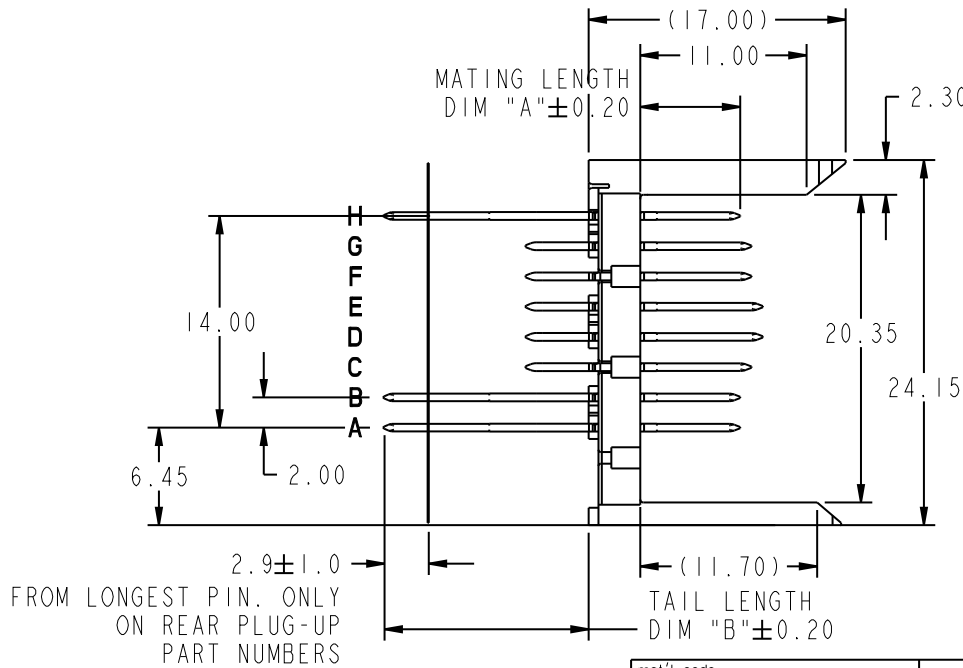 (17.00)
11.00
MATING LENGTH
DIM "A"±0.20
2.30
H
G
F
E
D
C
B
A
14.00
20.35
24.15
6.45
2.00
2.9±1.0
FROM LONGEST PIN. ONLY
ON REAR PLUG-UP
PART NUMBERS
(11.70)
TAIL LENGTH
DIM "B"±0.20